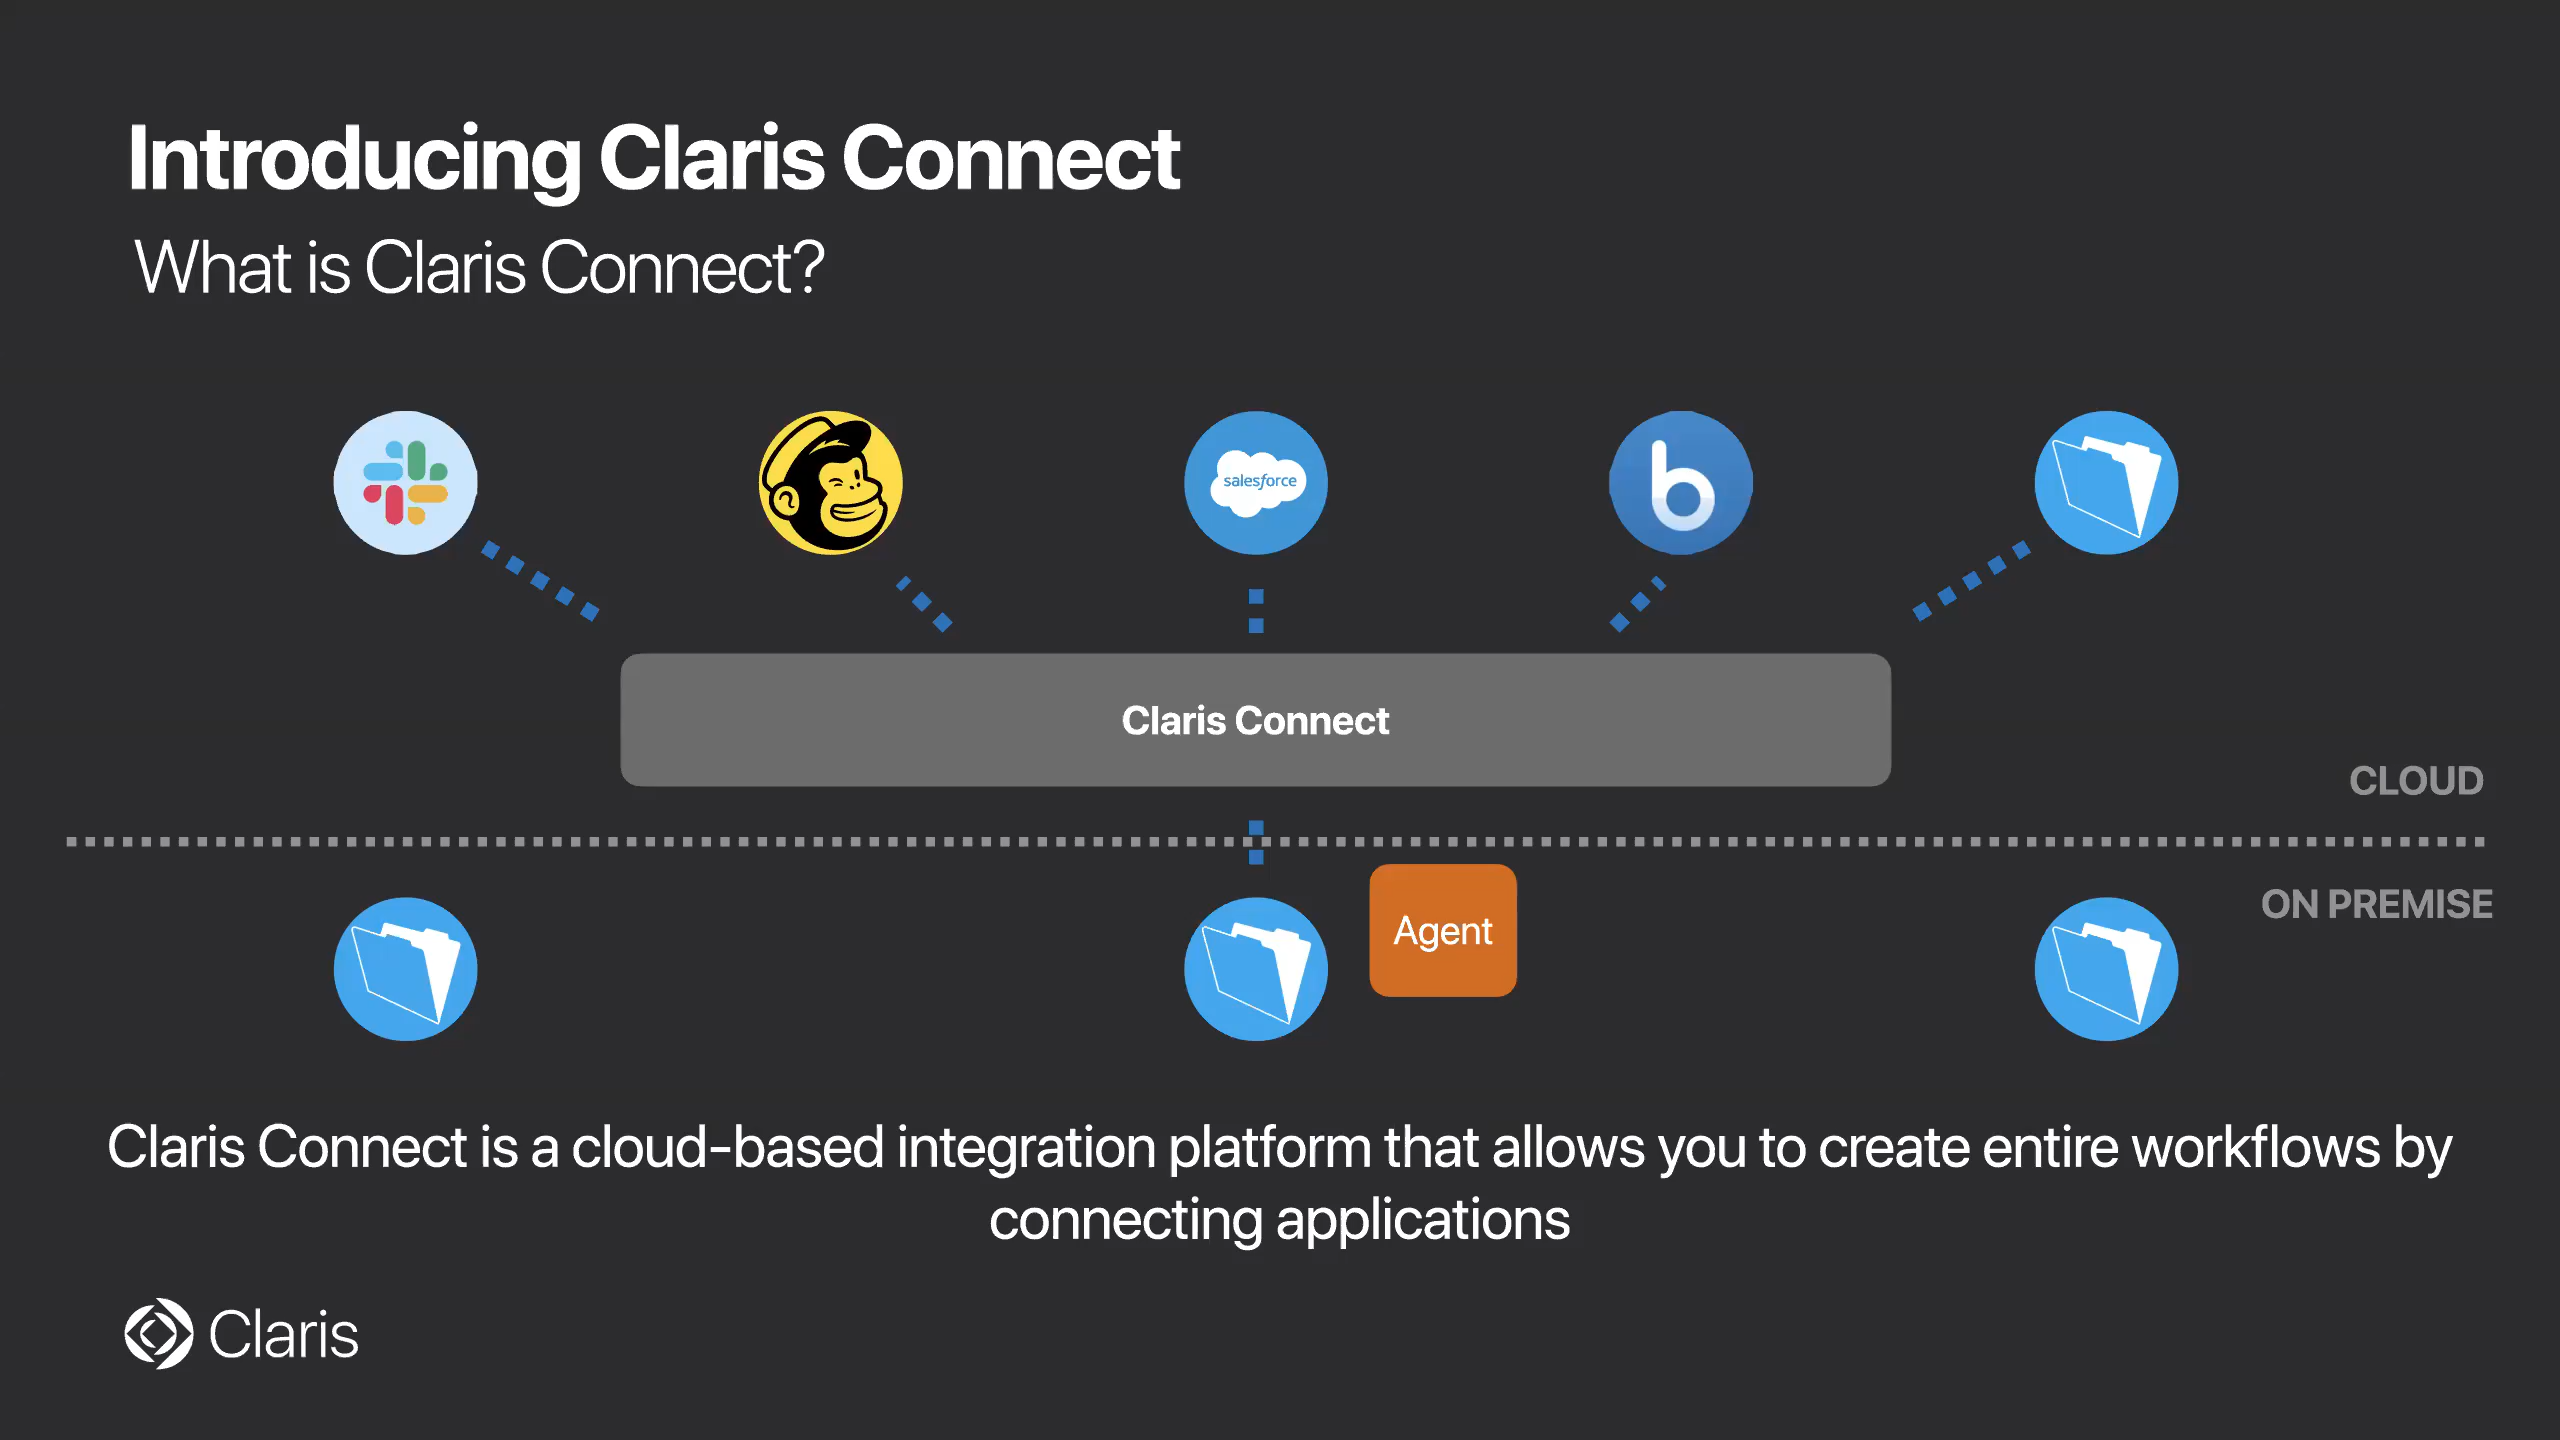 Introducing Claris Connect
What is Claris Connect?
salesforce
b
Claris Connect
CLOUD
ON PREMISE
Agent
Claris Connect is a cloud-based integration platform that allows you to create entire workflows by
connecting applications
Claris